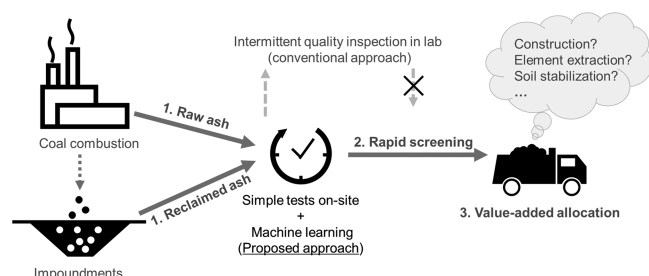 Intermittent quality inspection in lab
(conventional approach)
Construction?
Element extraction?
Soil stabilization?
...
1. Raw ash
Coal combustion
2. Rapid screening
1. Reclaimed ash
Simple tests on-site
+
Machine learning
(Proposed approach)
3. Value-added allocation
Impoundments